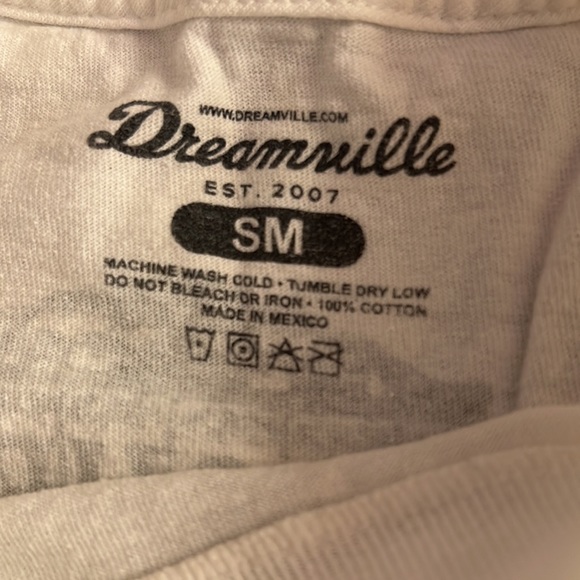 WWW.DREAMVILLE.COM
Dreamville
EST. 2007
SM
MACHINE WASH COLD • TUMBLE DRY LOW
DO NOT BLEACH OR IRON • 100% COTTON
MADE IN MEXICO